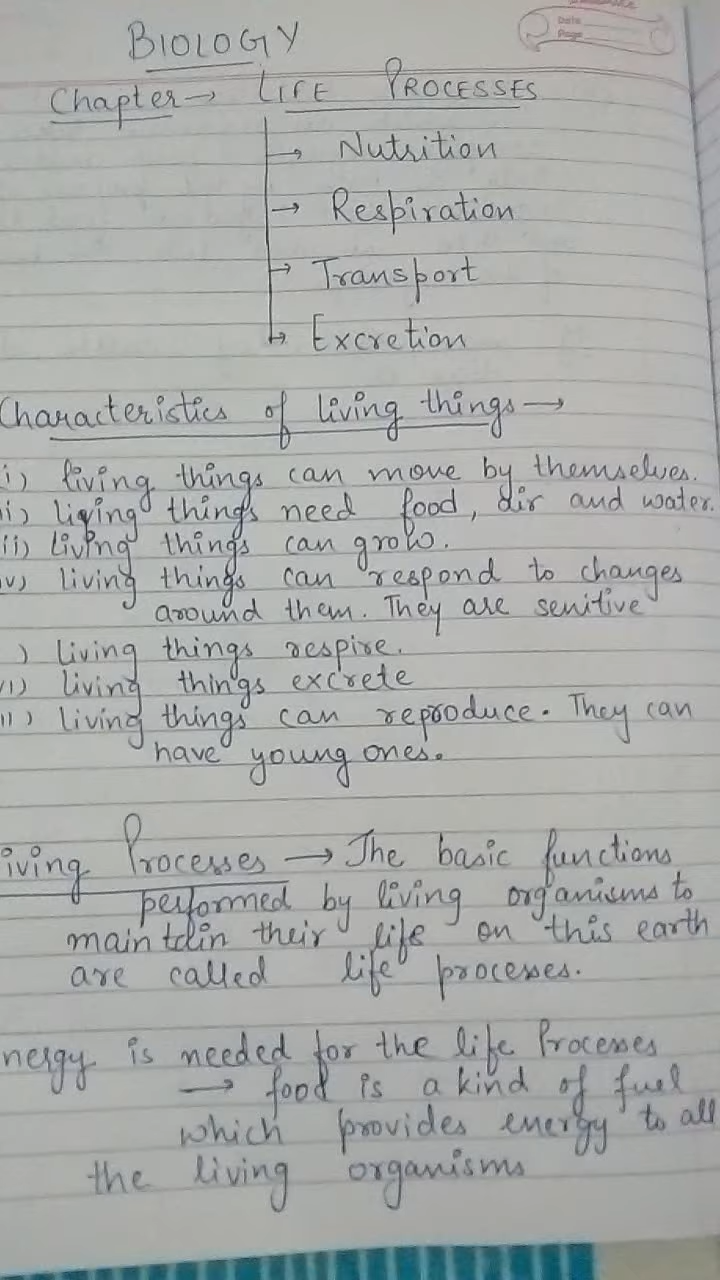 BIOLOGY
Date
Page
Chapter → LIFE PROCESSES
→ Nutrition
→ Respiration
→ Transport
→ Excretion
Characteristics of living things →
i) living things can move by themselves.
i) living things need food, air and water.
ii) living things can grow.
v) living things can respond to changes
around them. They are senitive
) living things respire.
vi) living things excrete
ii) living things can reproduce. They can
have young ones.
iving Processes → The basic functions
performed by living organisms to
maintain their life on this earth
are called life processes.
nergy is needed for the life Processes
→ food is a kind of fuel
which provides energy to all
the living organisms